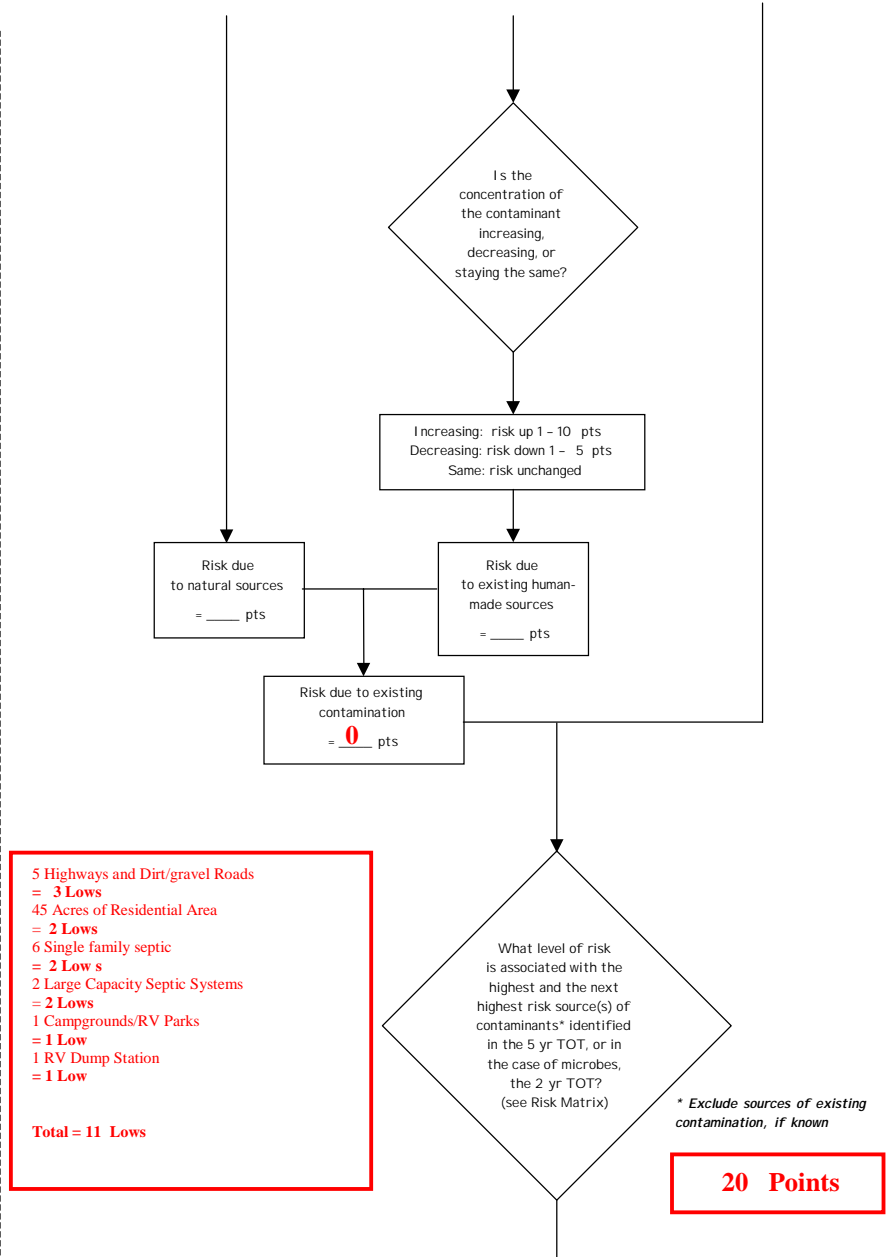 Is the
concentration of
the contaminant
increasing,
decreasing, or
staying the same?
Increasing: risk up 1 – 10 pts
Decreasing: risk down 1 – 5 pts
Same: risk unchanged
Risk due
to natural sources
= _____ pts
Risk due
to existing human-
made sources
= _____ pts
Risk due to existing
contamination
= __0__ pts
5 Highways and Dirt/gravel Roads
= 3 Lows
45 Acres of Residential Area
= 2 Lows
6 Single family septic
= 2 Low s
2 Large Capacity Septic Systems
= 2 Lows
1 Campgrounds/RV Parks
= 1 Low
1 RV Dump Station
= 1 Low
Total = 11 Lows
What level of risk
is associated with the
highest and the next
highest risk source(s) of
contaminants* identified
in the 5 yr TOT, or in
the case of microbes,
the 2 yr TOT?
(see Risk Matrix)
* Exclude sources of existing
contamination, if known
20 Points